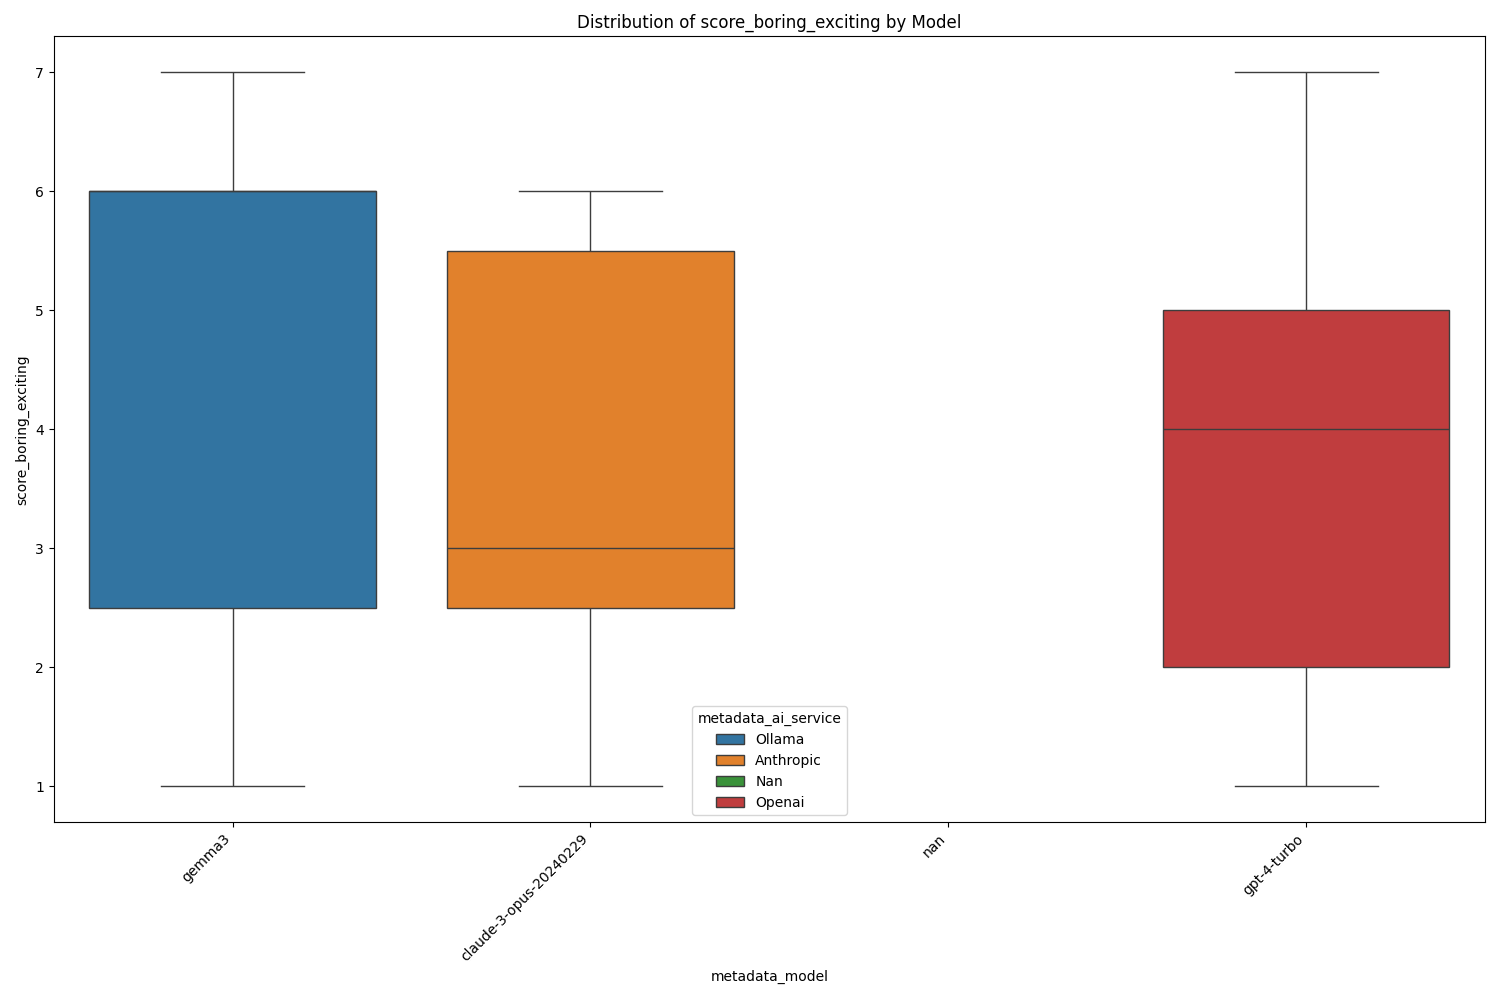 Distribution of score_boring_exciting by Model
score_boring_exciting
7
6
5
4
3
2
1
metadata_ai_service
Ollama
Anthropic
Nan
Openai
gemma3
claude-3-opus-20240229
nan
gpt-4-turbo
metadata_model